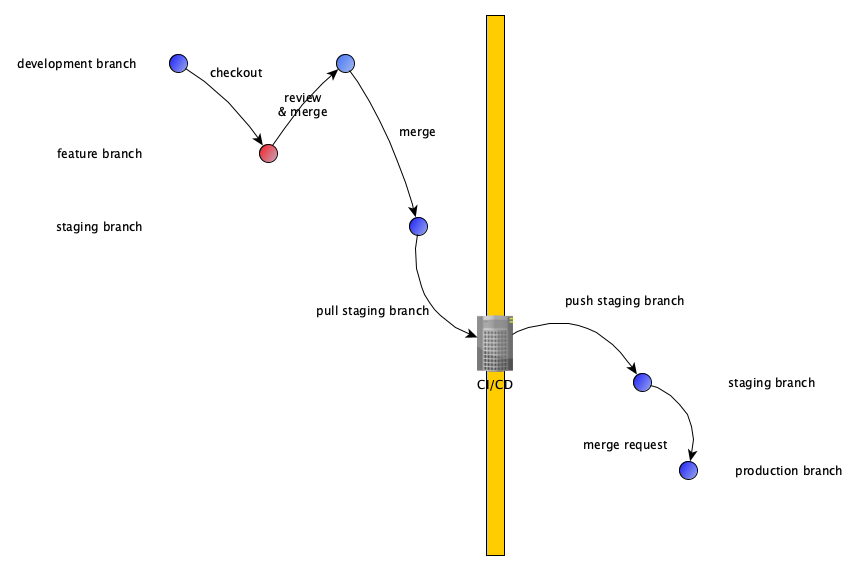 development branch
checkout
review
& merge
merge
feature branch
staging branch
pull staging branch
CI/CD
push staging branch
staging branch
merge request
production branch